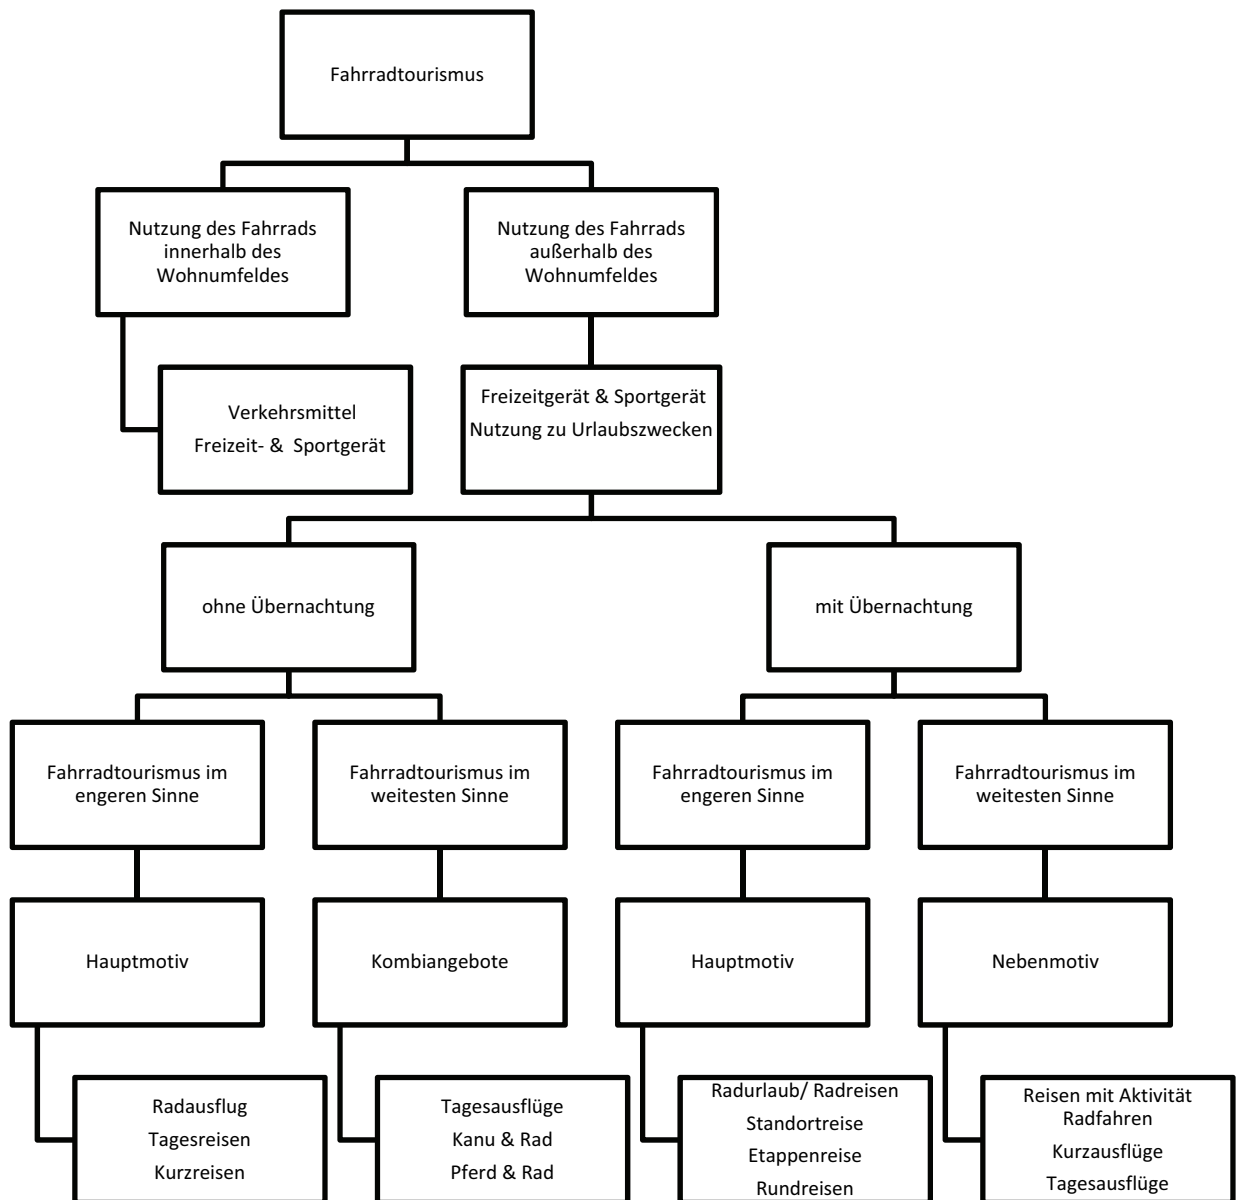 Fahrradtourismus
Nutzung des Fahrrads
innerhalb des
Wohnumfeldes
Nutzung des Fahrrads
außerhalb des
Wohnumfeldes
Verkehrsmittel
Freizeit- & Sportgerät
Freizeitgerät & Sportgerät
Nutzung zu Urlaubszwecken
ohne Übernachtung
mit Übernachtung
Fahrradtourismus im
engeren Sinne
Fahrradtourismus im
weitesten Sinne
Fahrradtourismus im
engeren Sinne
Fahrradtourismus im
weitesten Sinne
Hauptmotiv
Kombiangebote
Hauptmotiv
Nebenmotiv
Radausflug
Tagesreisen
Kurzreisen
Tagesausflüge
Kanu & Rad
Pferd & Rad
Radurlaub/ Radreisen
Standortreise
Etappenreise
Rundreisen
Reisen mit Aktivität
Radfahren
Kurzausflüge
Tagesausflüge